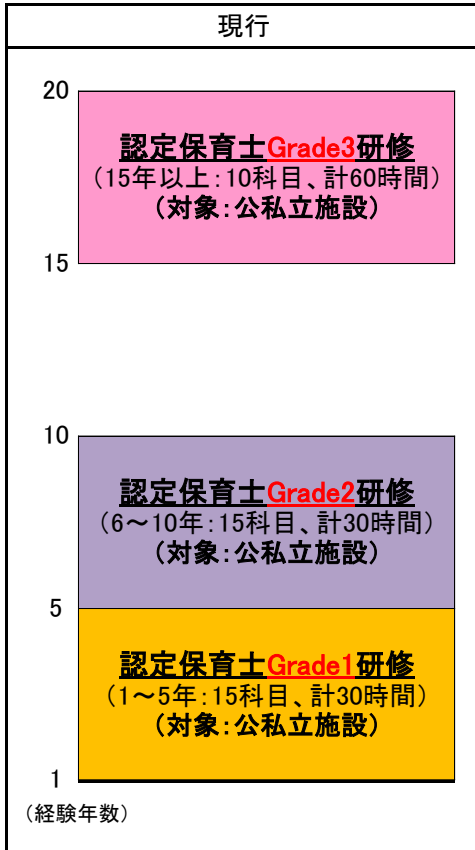 現行
20
認定保育士Grade3研修
（15年以上：10科目、計60時間）
（対象：公私立施設）
15
10
認定保育士Grade2研修
（6～10年：15科目、計30時間）
（対象：公私立施設）
5
認定保育士Grade1研修
（1～5年：15科目、計30時間）
（対象：公私立施設）
1
（経験年数）